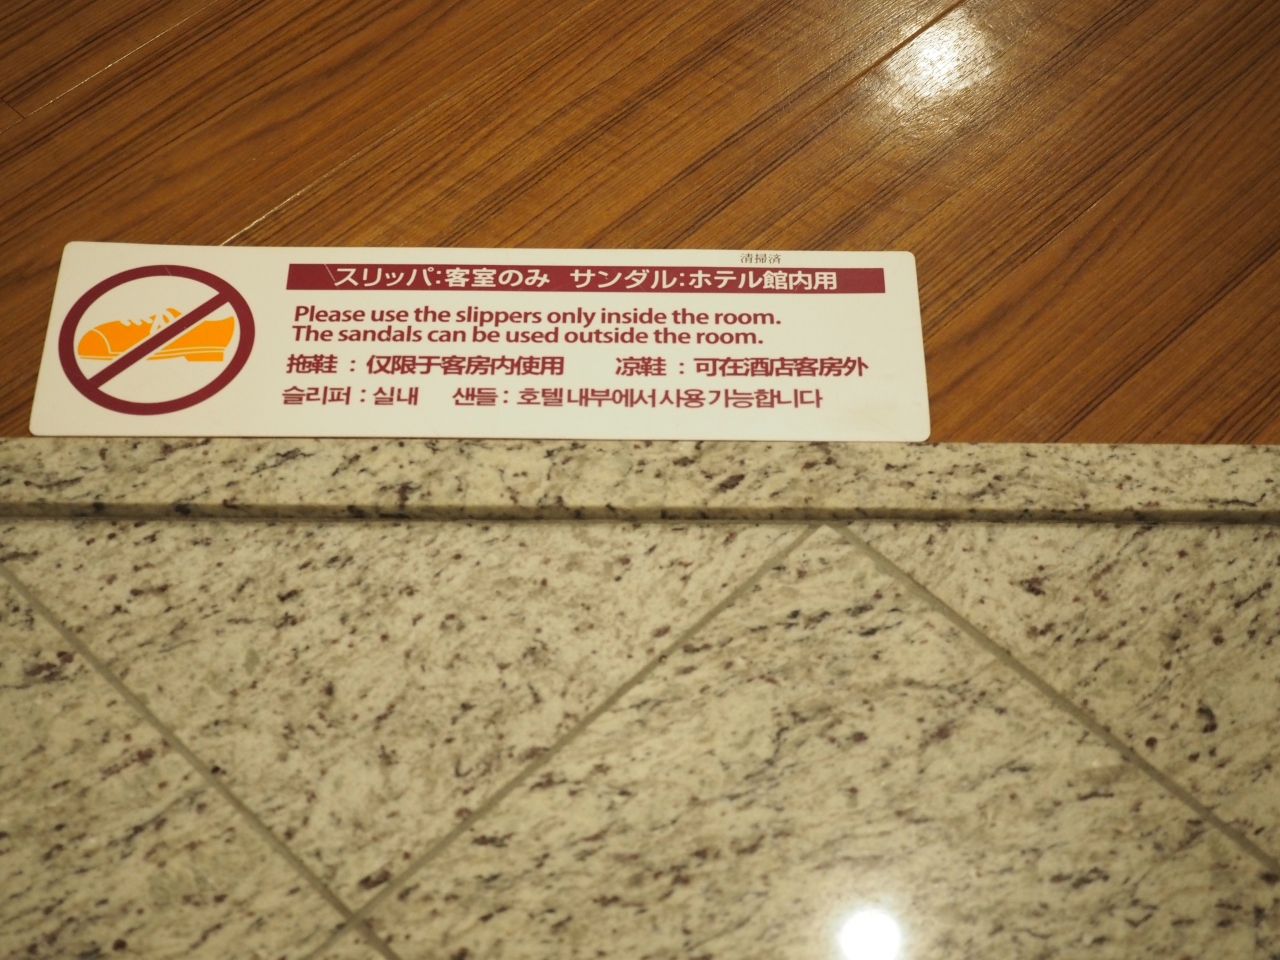 清掃済
スリッパ:客室のみ サンダル:ホテル館内用
Please use the slippers only inside the room.
The sandals can be used outside the room.
拖鞋 : 仅限于客房内使用 凉鞋 : 可在酒店客房外
슬리퍼 : 실내 샌들 : 호텔 내부에서 사용 가능합니다